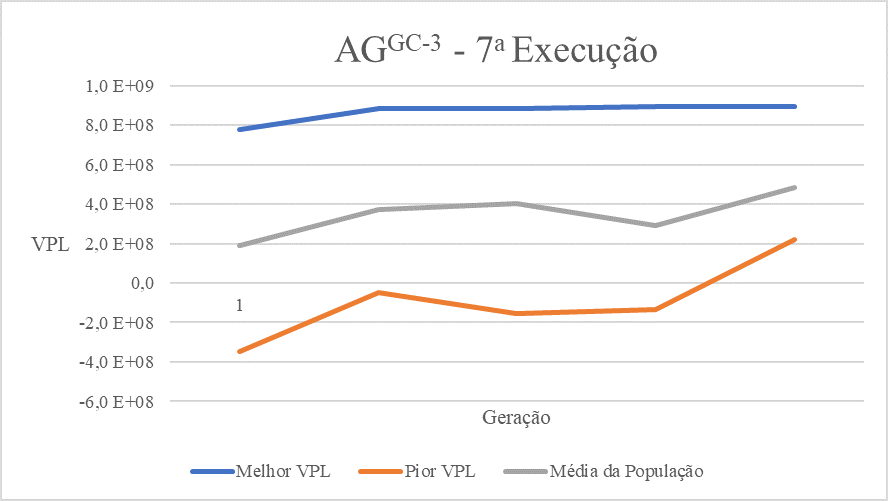 AGGC-3 - 7ª Execução
1,0 E+09
8,0 E+08
6,0 E+08
4,0 E+08
2,0 E+08
0,0
-2,0 E+08
-4,0 E+08
-6,0 E+08
VPL
1
Geração
Melhor VPL Pior VPL Média da População